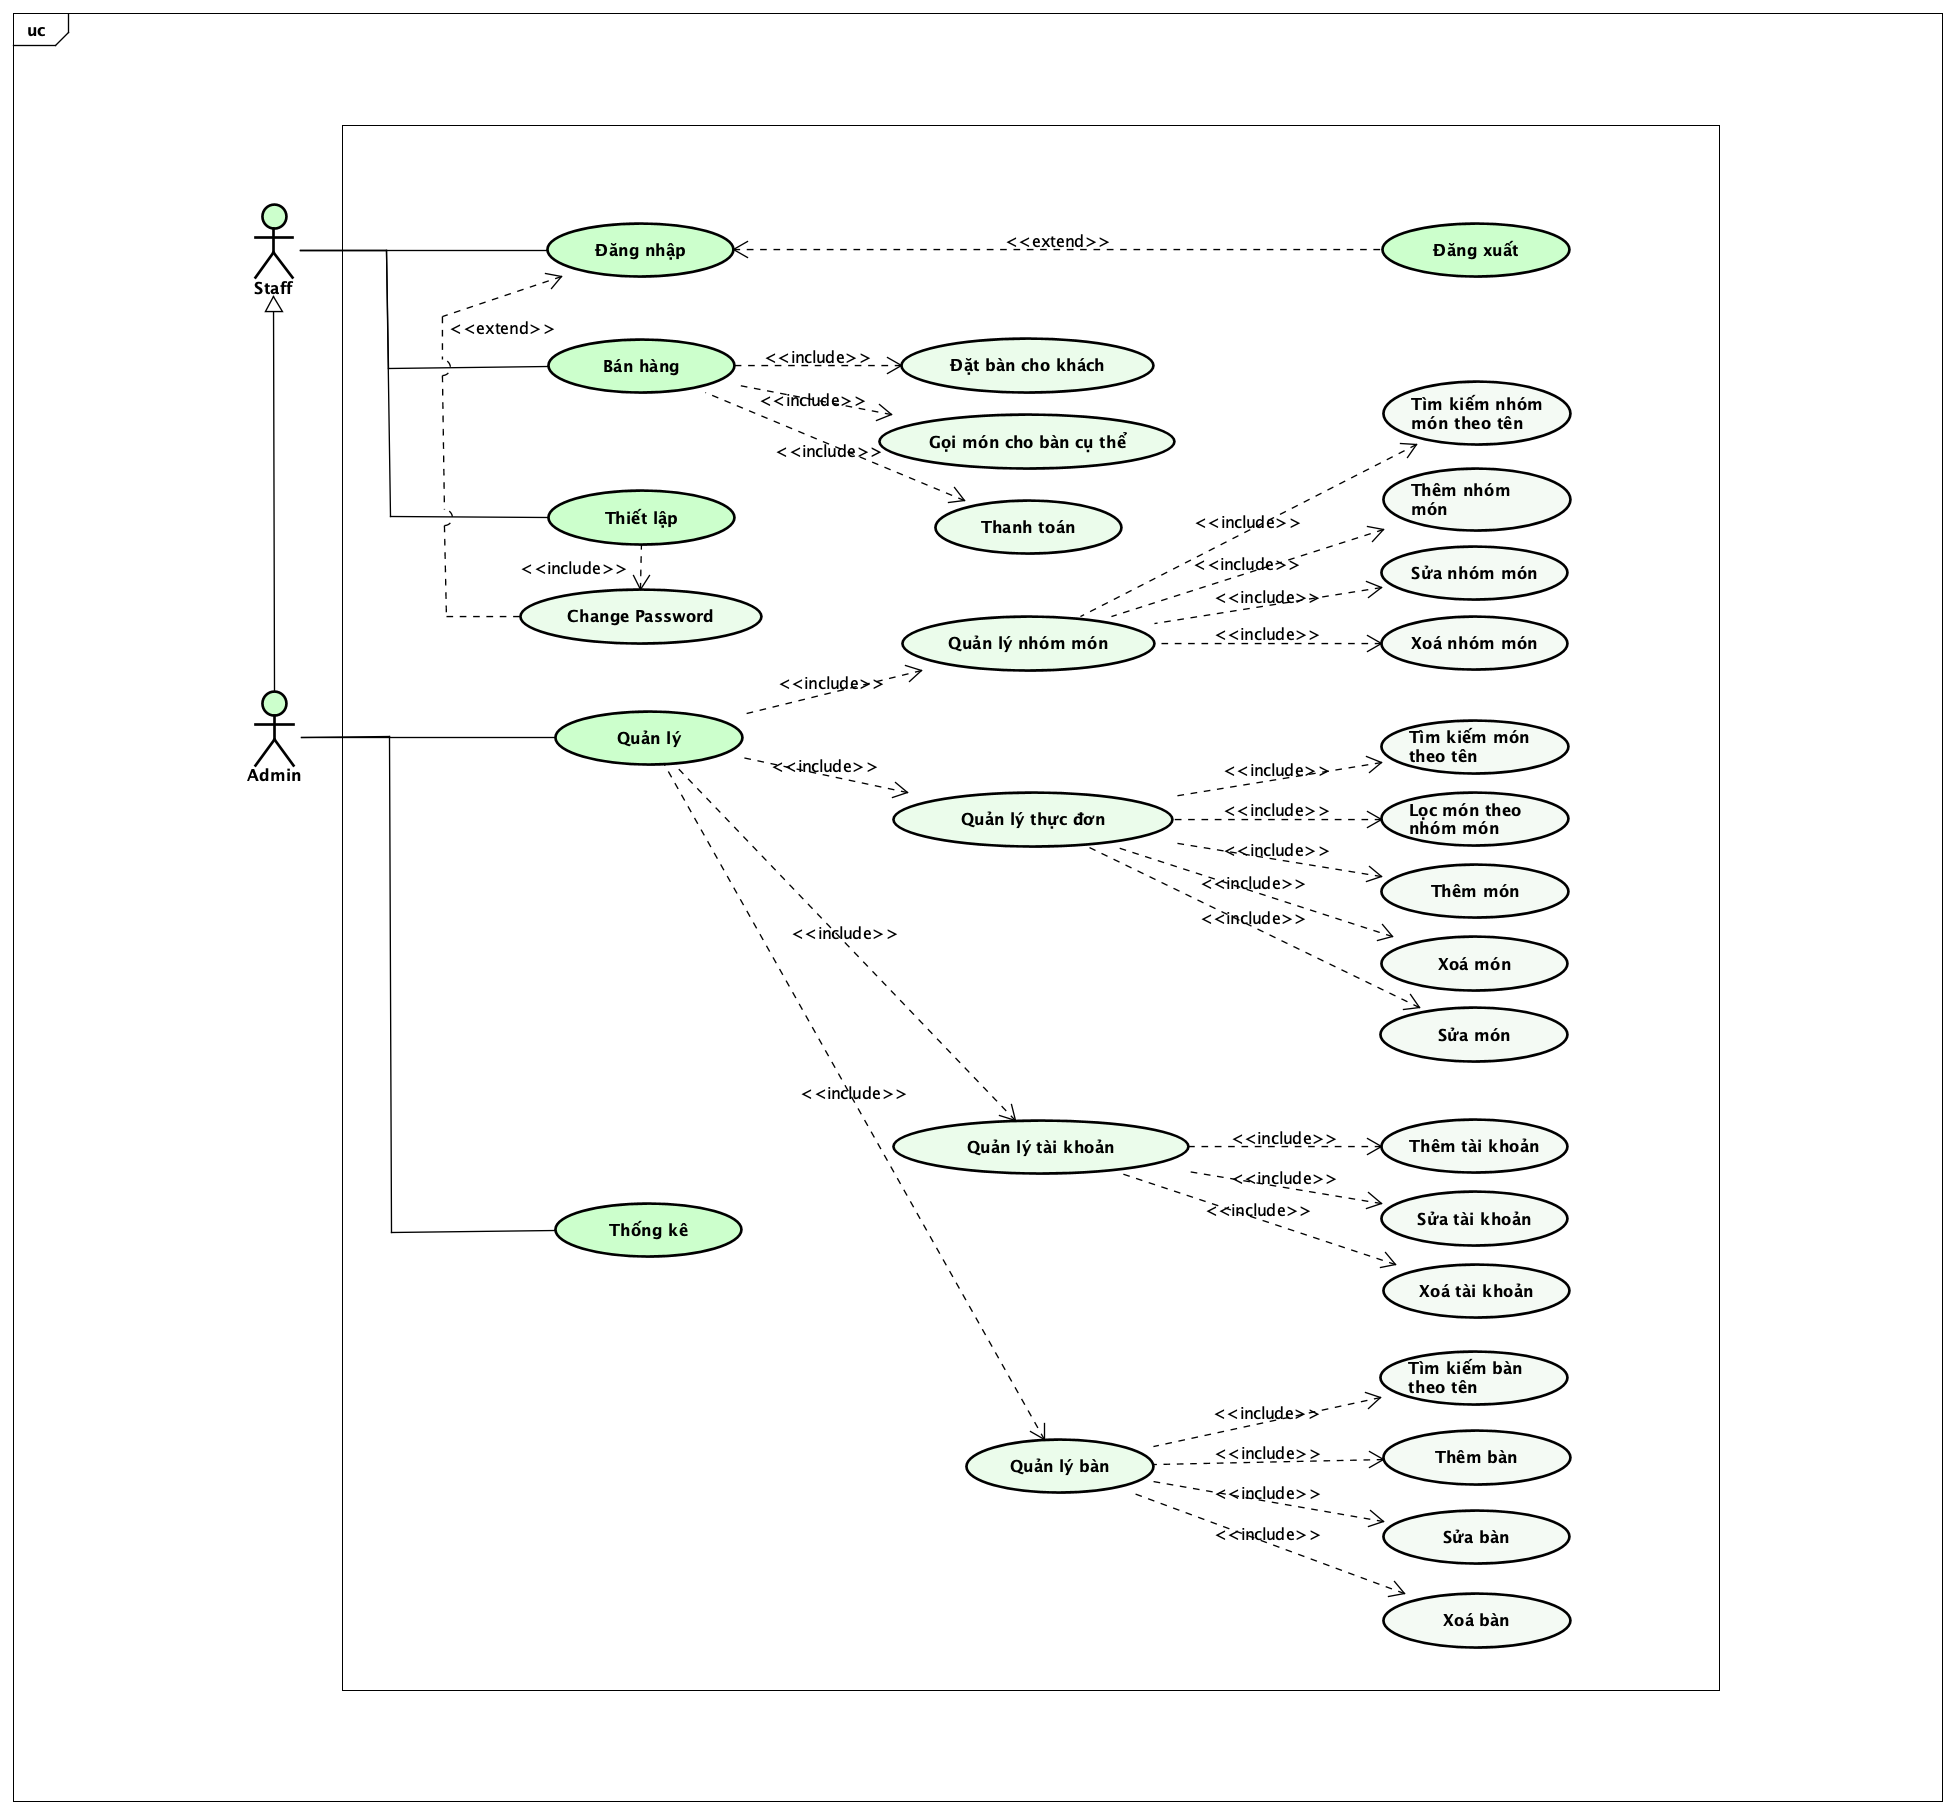 uc
Đăng nhập
<<extend>>
Đăng xuất
Staff
<<extend>>
Bán hàng
<<include>>
Đặt bàn cho khách
<<include>>
Gọi món cho bàn cụ thể
<<include>>
Thanh toán
Tìm kiếm nhóm
món theo tên
Thêm nhóm
món
<<include>>
Thiết lập
<<include>>
<<include>>
Sửa nhóm món
<<include>>
Change Password
<<include>>
Quản lý nhóm món
Xoá nhóm món
<<include>>
Admin
Quản lý
<<include>>
Tìm kiếm món
theo tên
<<include>>
Quản lý thực đơn
<<include>>
Lọc món theo
nhóm món
<<include>>
Thêm món
<<include>>
<<include>>
Xoá món
Sửa món
<<include>>
<<include>>
Quản lý tài khoản
<<include>>
Thêm tài khoản
<<include>>
Sửa tài khoản
<<include>>
Xoá tài khoản
Thống kê
Tìm kiếm bàn
theo tên
<<include>>
Quản lý bàn
<<include>>
Thêm bàn
<<include>>
Sửa bàn
<<include>>
Xoá bàn